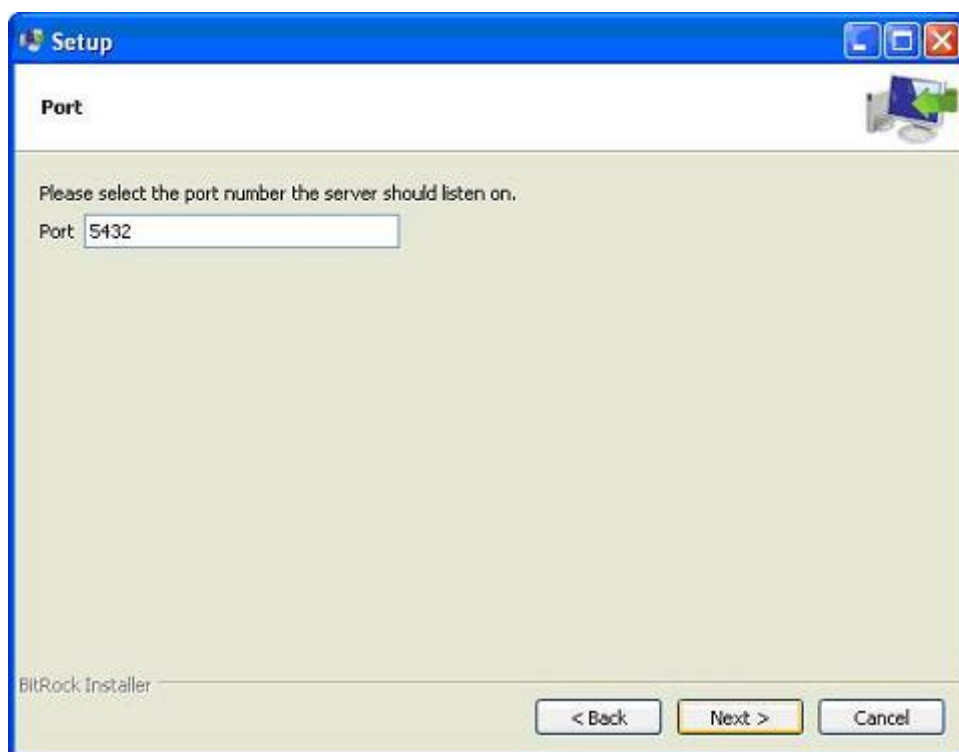 Setup
Port
Please select the port number the server should listen on.
Port 5432
BitRock Installer
< Back Next > Cancel